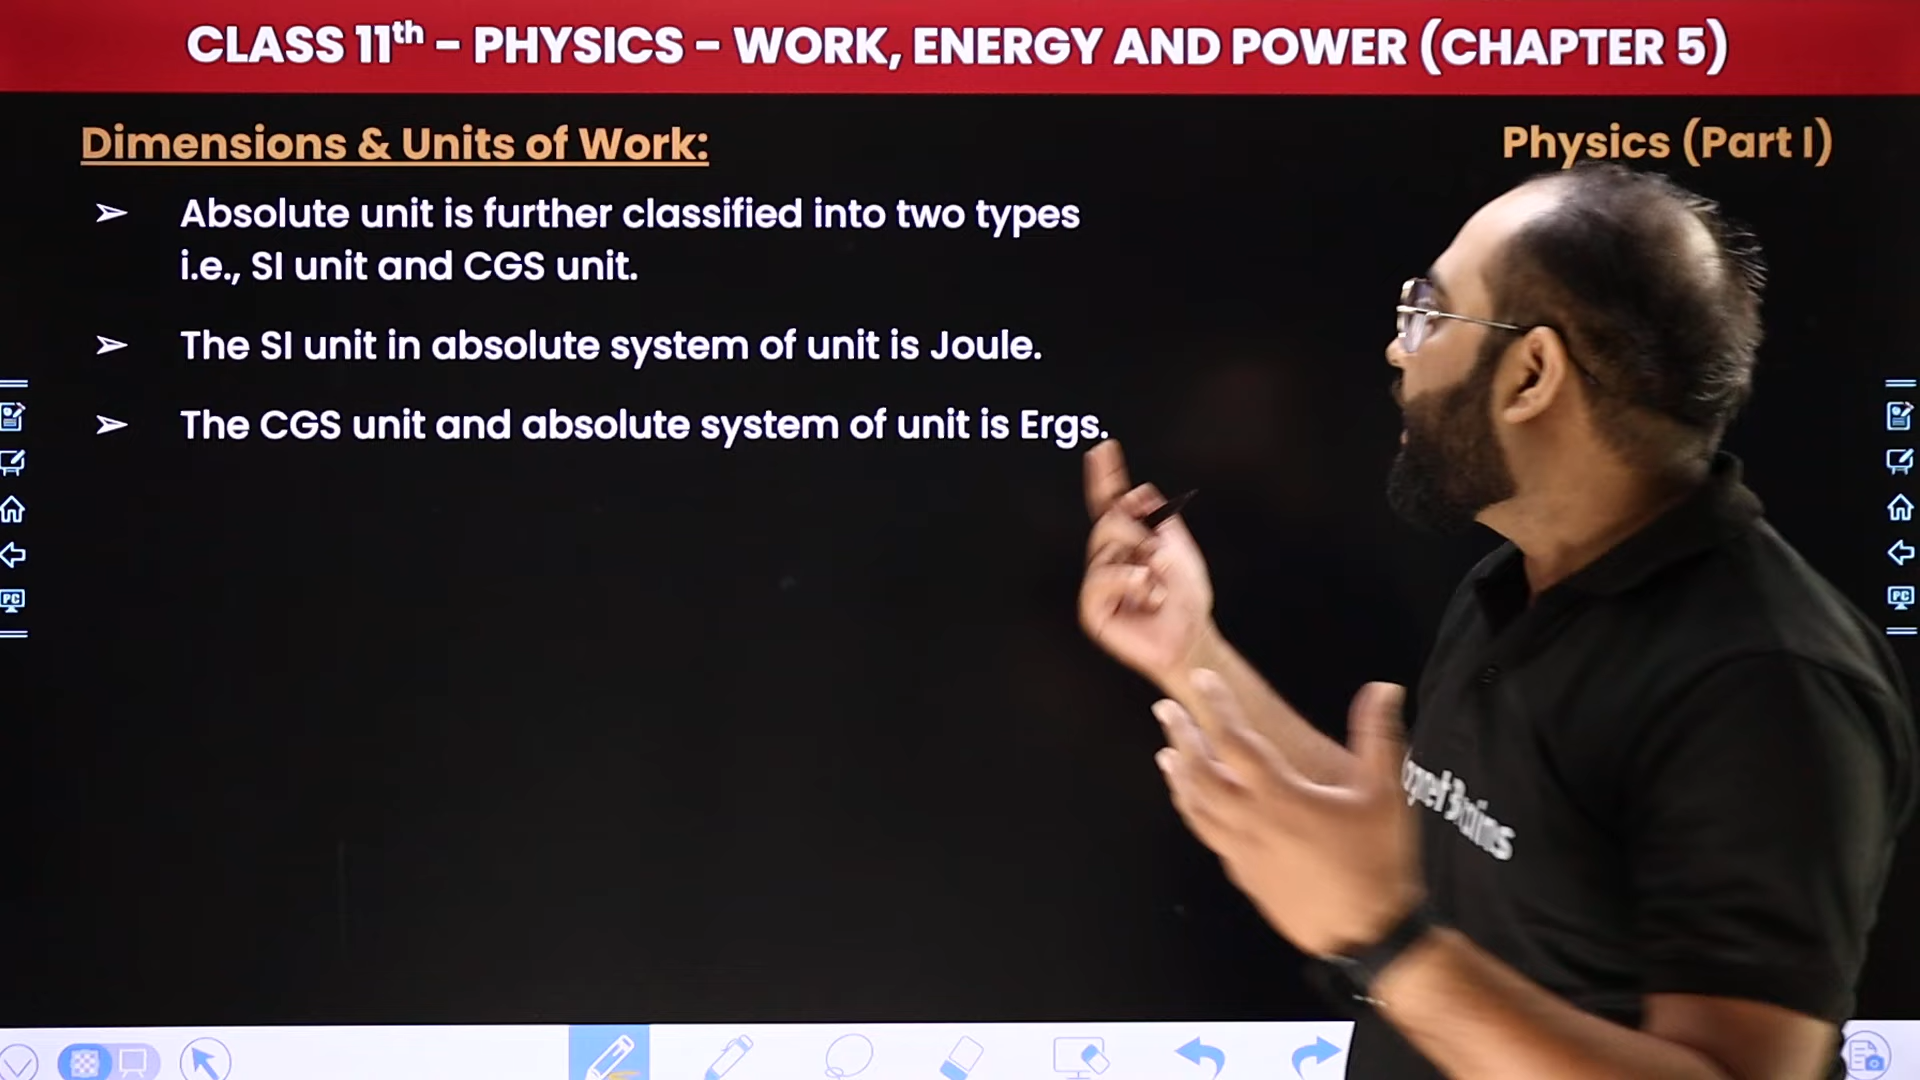 CLASS 11th – PHYSICS – WORK, ENERGY AND POWER (CHAPTER 5)
Dimensions & Units of Work:
Physics (Part I)
➢ Absolute unit is further classified into two types
i.e., SI unit and CGS unit.
➢ The SI unit in absolute system of unit is Joule.
➢ The CGS unit and absolute system of unit is Ergs.
PC
PC